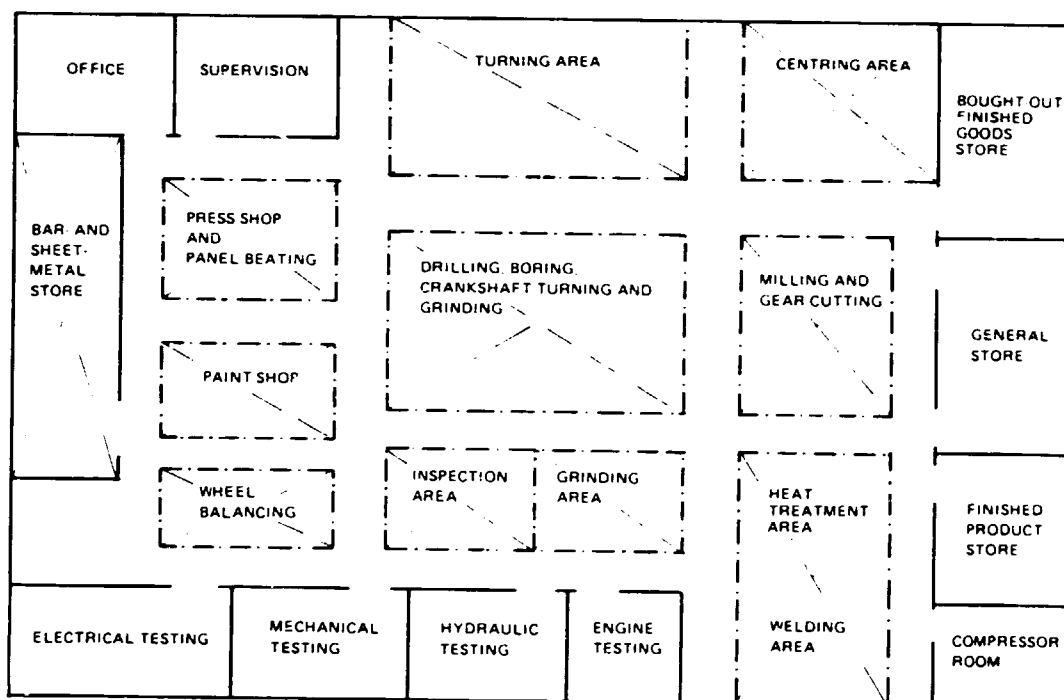 OFFICE
SUPERVISION
TURNING AREA
CENTRING AREA
BOUGHT-OUT
FINISHED
GOODS
STORE
BAR- AND
SHEET-
METAL
STORE
PRESS SHOP
AND
PANEL BEATING
DRILLING, BORING,
CRANKSHAFT TURNING AND
GRINDING
MILLING AND
GEAR CUTTING
GENERAL
STORE
PAINT SHOP
WHEEL
BALANCING
INSPECTION
AREA
GRINDING
AREA
HEAT
TREATMENT
AREA
FINISHED
PRODUCT
STORE
ELECTRICAL TESTING
MECHANICAL
TESTING
HYDRAULIC
TESTING
ENGINE
TESTING
WELDING
AREA
COMPRESSOR
ROOM